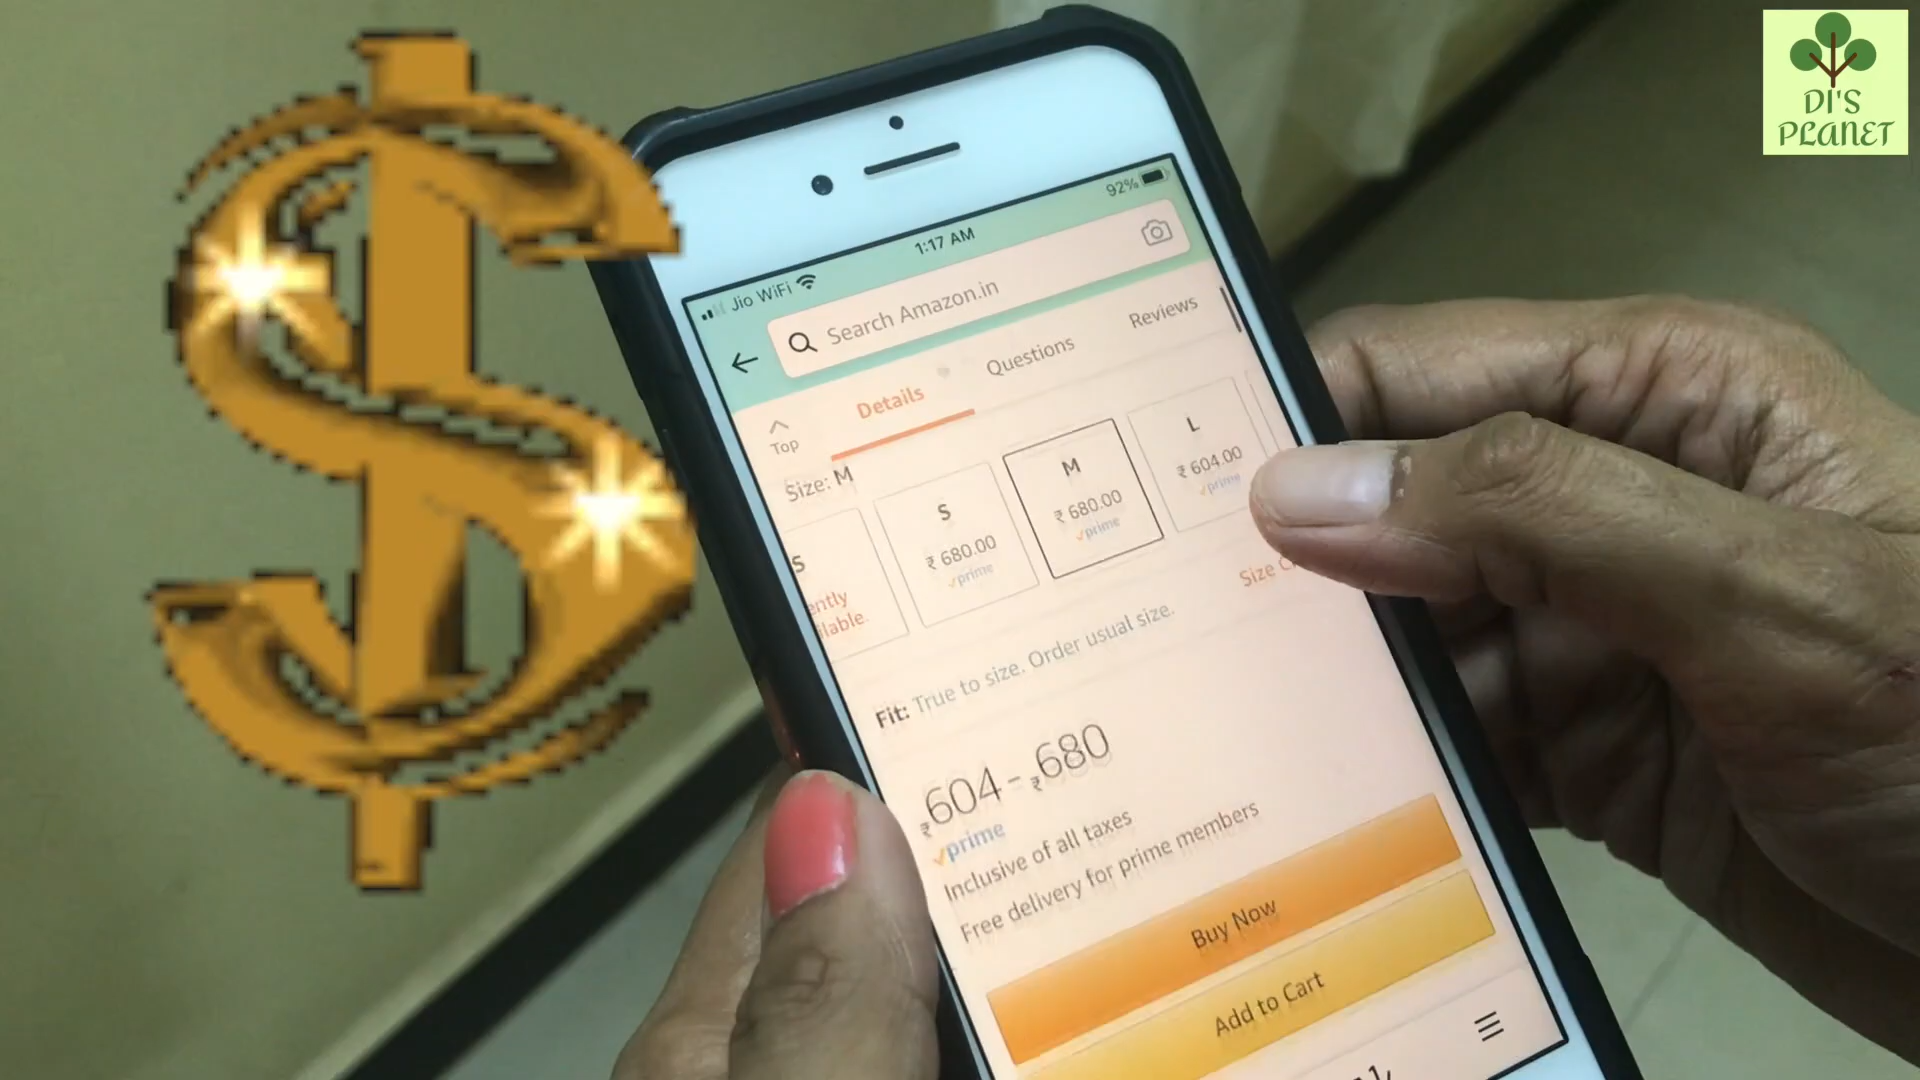 DI'S
PLANET
92%
1:17 AM
Jio WiFi
Search Amazon.in
Top
Details
Questions
Reviews
Size: M
S
ently
ilable.
S
₹ 680.00
prime
M
₹ 680.00
prime
L
₹ 604.00
prime
Size C
Fit: True to size. Order usual size.
₹604 - ₹680
prime
Inclusive of all taxes
Free delivery for prime members
Buy Now
Add to Cart